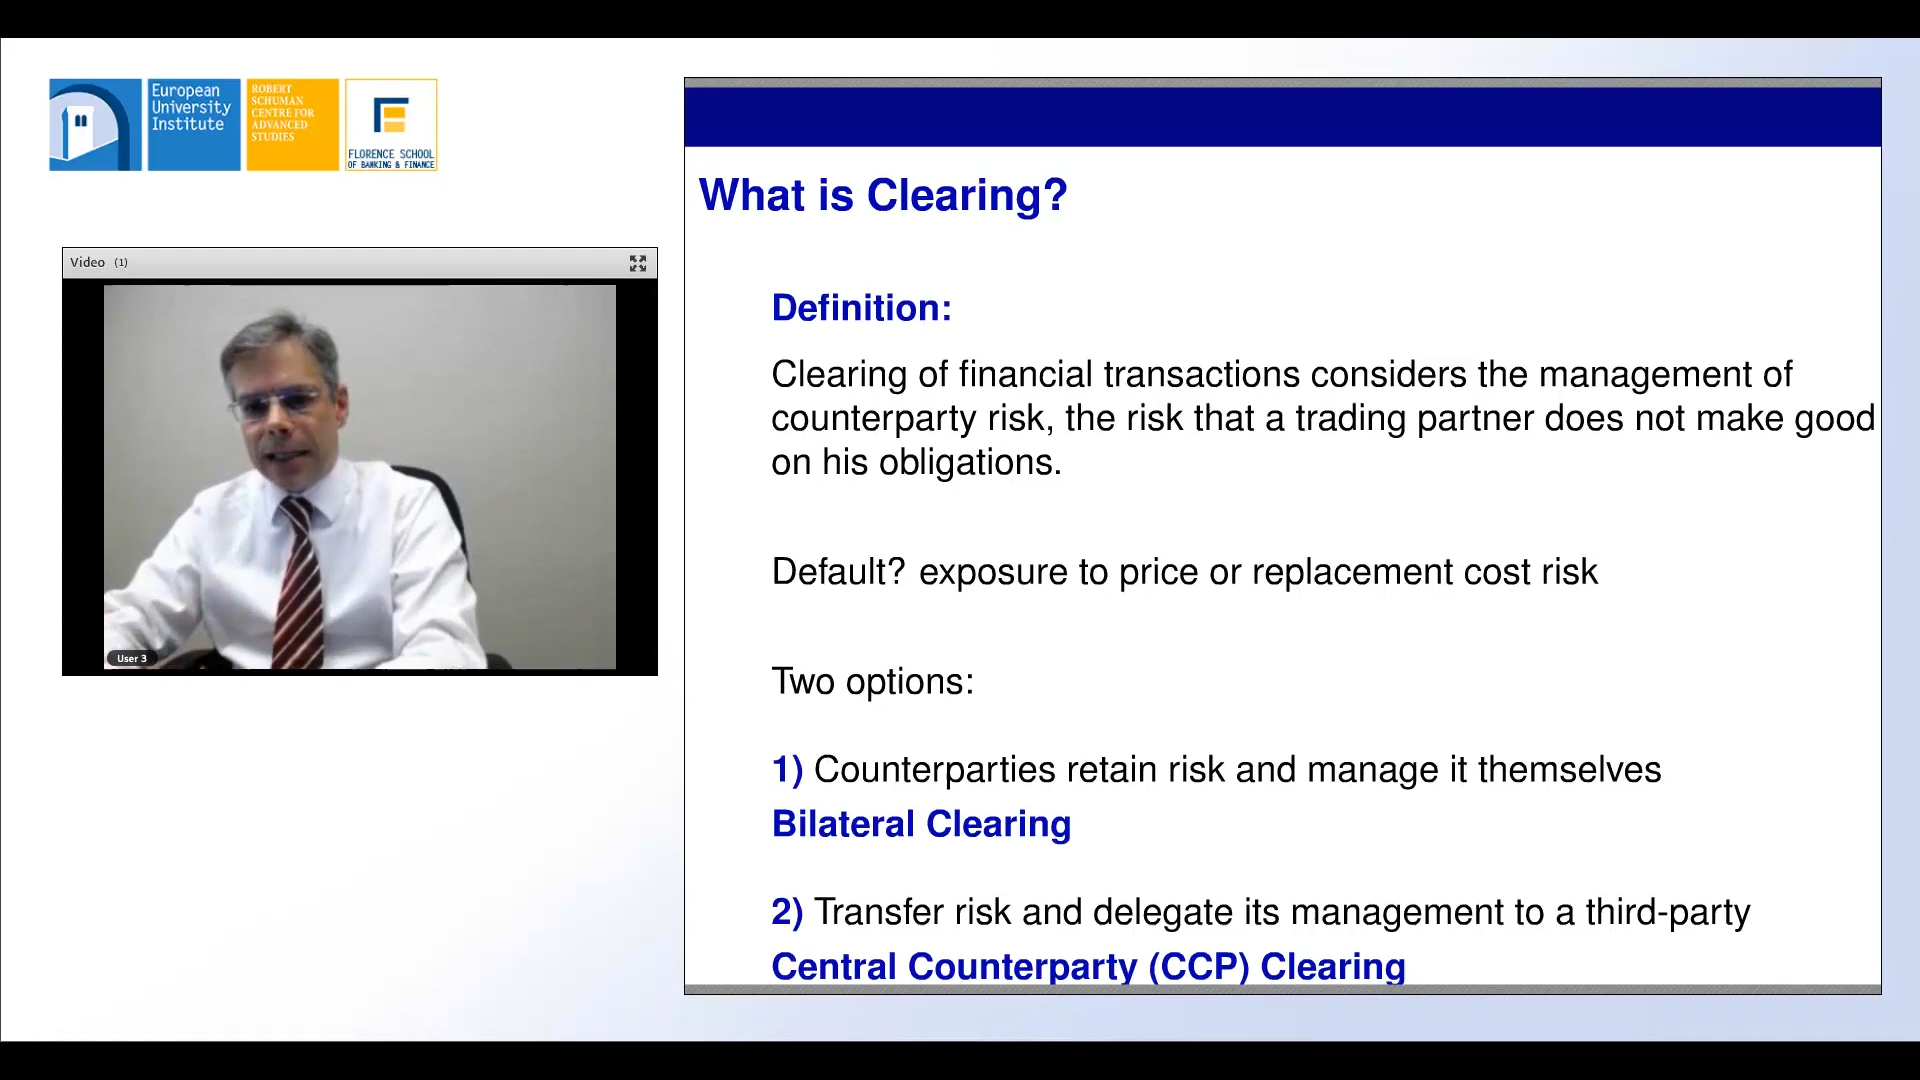 European
University
Institute
ROBERT
SCHUMAN
CENTRE FOR
ADVANCED
STUDIES
FLORENCE SCHOOL
OF BANKING & FINANCE
Video (1)
User 3
What is Clearing?
Definition:
Clearing of financial transactions considers the management of
counterparty risk, the risk that a trading partner does not make good
on his obligations.
Default? exposure to price or replacement cost risk
Two options:
1) Counterparties retain risk and manage it themselves
Bilateral Clearing
2) Transfer risk and delegate its management to a third-party
Central Counterparty (CCP) Clearing